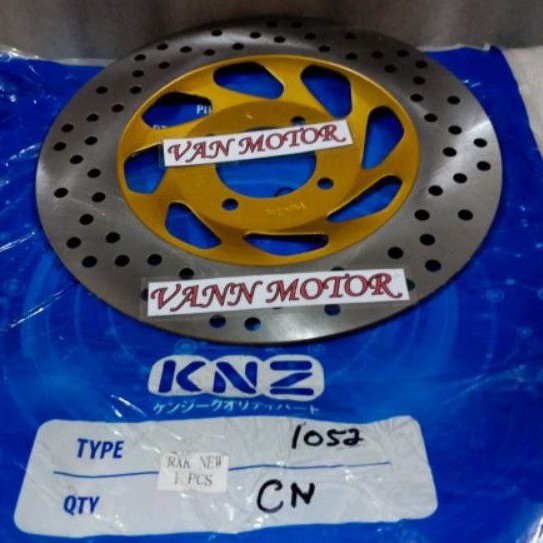 VAN MOTOR
VANN MOTOR
KNZ
ケンジークオリティパート
TYPE 1052
RXK NEW
1 PCS
QTY CN